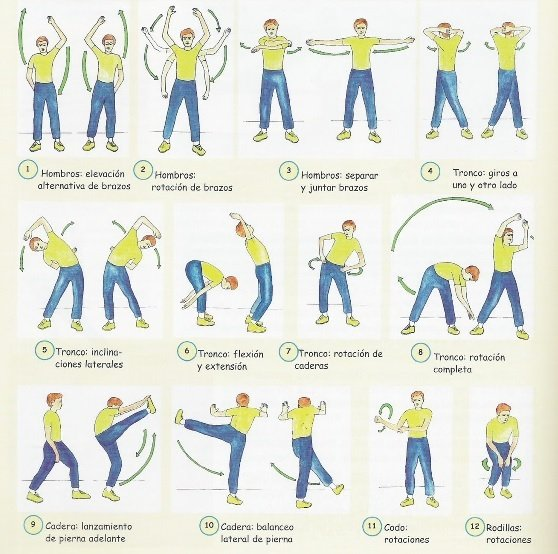 1 Hombros: elevación
alternativa de brazos
2 Hombros:
rotación de brazos
3 Hombros: separar
y juntar brazos
4 Tronco: giros a
uno y otro lado
5 Tronco: inclina-
ciones laterales
6 Tronco: flexión
y extensión
7 Tronco: rotación de
caderas
8 Tronco: rotación
completa
9 Cadera: lanzamiento
de pierna adelante
10 Cadera: balanceo
lateral de pierna
11 Codo:
rotaciones
12 Rodillas:
rotaciones